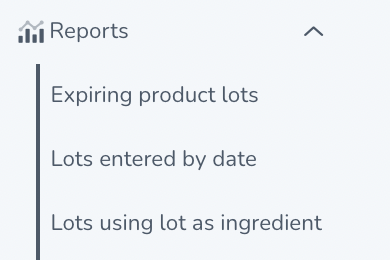 Reports
Expiring product lots
Lots entered by date
Lots using lot as ingredient